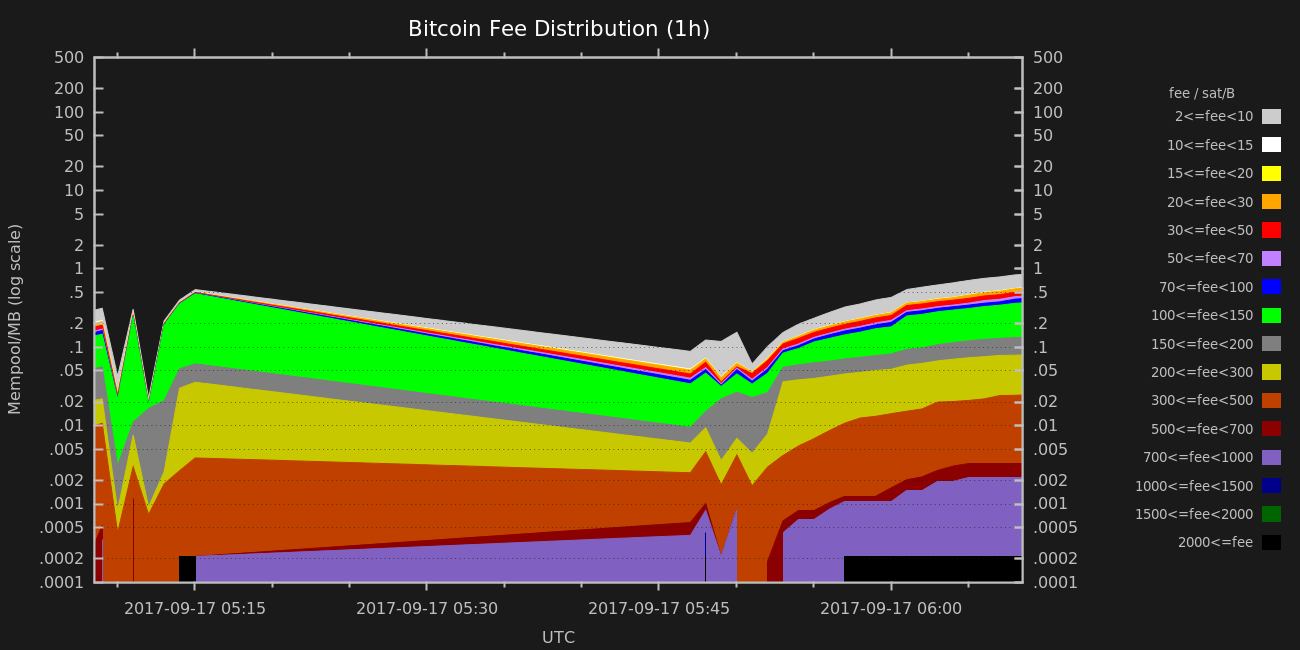 Bitcoin Fee Distribution (1h)
Mempool/MB (log scale)
500
200
100
50
20
10
5
2
1
.5
.2
.1
.05
.02
.01
.005
.002
.001
.0005
.0002
.0001
500
200
100
50
20
10
5
2
1
.5
.2
.1
.05
.02
.01
.005
.002
.001
.0005
.0002
.0001
2017-09-17 05:15
2017-09-17 05:30
2017-09-17 05:45
2017-09-17 06:00
UTC
fee / sat/B
2<=fee<10
10<=fee<15
15<=fee<20
20<=fee<30
30<=fee<50
50<=fee<70
70<=fee<100
100<=fee<150
150<=fee<200
200<=fee<300
300<=fee<500
500<=fee<700
700<=fee<1000
1000<=fee<1500
1500<=fee<2000
2000<=fee